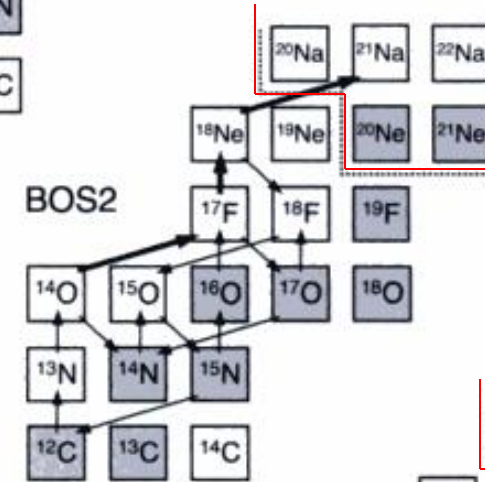 N
C
²⁰Na ²¹Na ²²Na
¹⁸Ne ¹⁹Ne ²⁰Ne ²¹Ne
BOS2
¹⁷F ¹⁸F ¹⁹F
¹⁴O ¹⁵O ¹⁶O ¹⁷O ¹⁸O
¹³N ¹⁴N ¹⁵N
¹²C ¹³C ¹⁴C